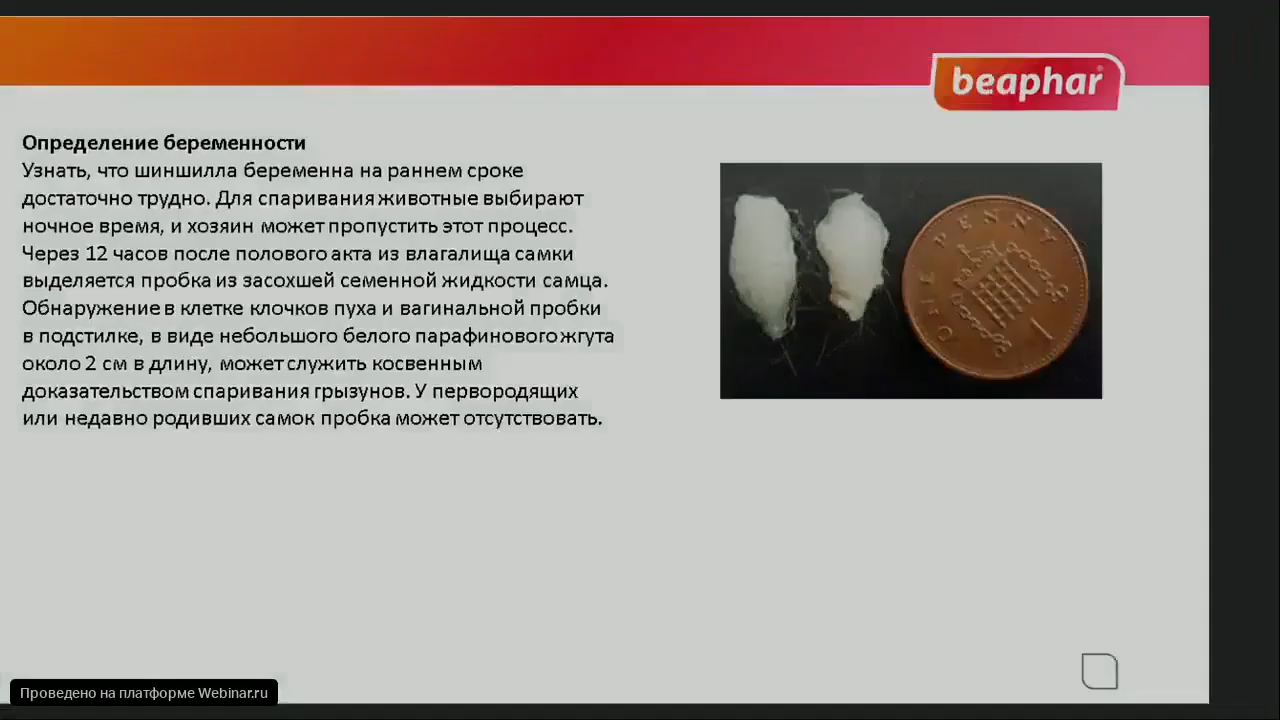 beaphar
Определение беременности
Узнать, что шиншилла беременна на раннем сроке
достаточно трудно. Для спаривания животные выбирают
ночное время, и хозяин может пропустить этот процесс.
Через 12 часов после полового акта из влагалища самки
выделяется пробка из засохшей семенной жидкости самца.
Обнаружение в клетке клочков пуха и вагинальной пробки
в подстилке, в виде небольшого белого парафинового жгута
около 2 см в длину, может служить косвенным
доказательством спаривания грызунов. У первородящих
или недавно родивших самок пробка может отсутствовать.
ONE PENNY
1
Проведено на платформе Webinar.ru